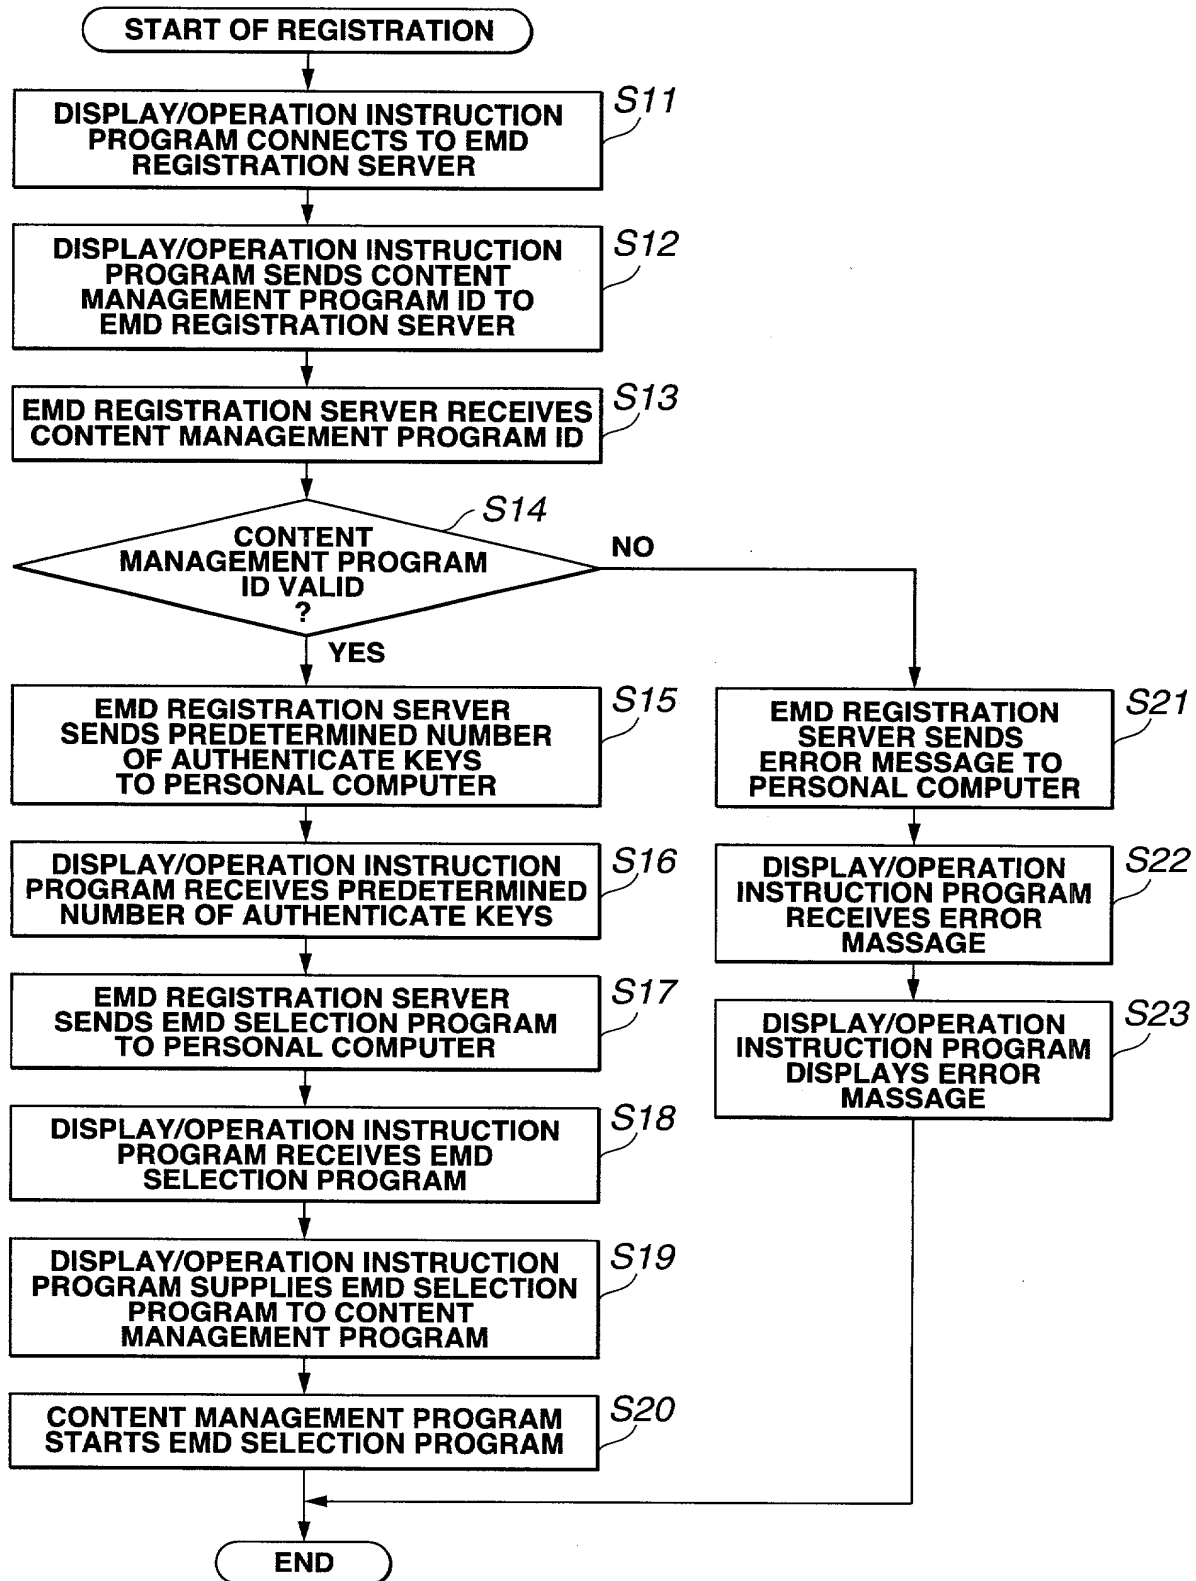 START OF REGISTRATION
S11
DISPLAY/OPERATION INSTRUCTION
PROGRAM CONNECTS TO EMD
REGISTRATION SERVER
S12
DISPLAY/OPERATION INSTRUCTION
PROGRAM SENDS CONTENT
MANAGEMENT PROGRAM ID TO
EMD REGISTRATION SERVER
S13
EMD REGISTRATION SERVER RECEIVES
CONTENT MANAGEMENT PROGRAM ID
S14
CONTENT
MANAGEMENT PROGRAM
ID VALID
?
NO
YES
S15
EMD REGISTRATION SERVER
SENDS PREDETERMINED NUMBER
OF AUTHENTICATE KEYS
TO PERSONAL COMPUTER
S16
DISPLAY/OPERATION INSTRUCTION
PROGRAM RECEIVES PREDETERMINED
NUMBER OF AUTHENTICATE KEYS
S17
EMD REGISTRATION SERVER
SENDS EMD SELECTION PROGRAM
TO PERSONAL COMPUTER
S18
DISPLAY/OPERATION INSTRUCTION
PROGRAM RECEIVES EMD
SELECTION PROGRAM
S19
DISPLAY/OPERATION INSTRUCTION
PROGRAM SUPPLIES EMD SELECTION
PROGRAM TO CONTENT
MANAGEMENT PROGRAM
S20
CONTENT MANAGEMENT PROGRAM
STARTS EMD SELECTION PROGRAM
S21
EMD REGISTRATION
SERVER SENDS
ERROR MESSAGE TO
PERSONAL COMPUTER
S22
DISPLAY/OPERATION
INSTRUCTION PROGRAM
RECEIVES ERROR
MASSAGE
S23
DISPLAY/OPERATION
INSTRUCTION PROGRAM
DISPLAYS ERROR
MASSAGE
END